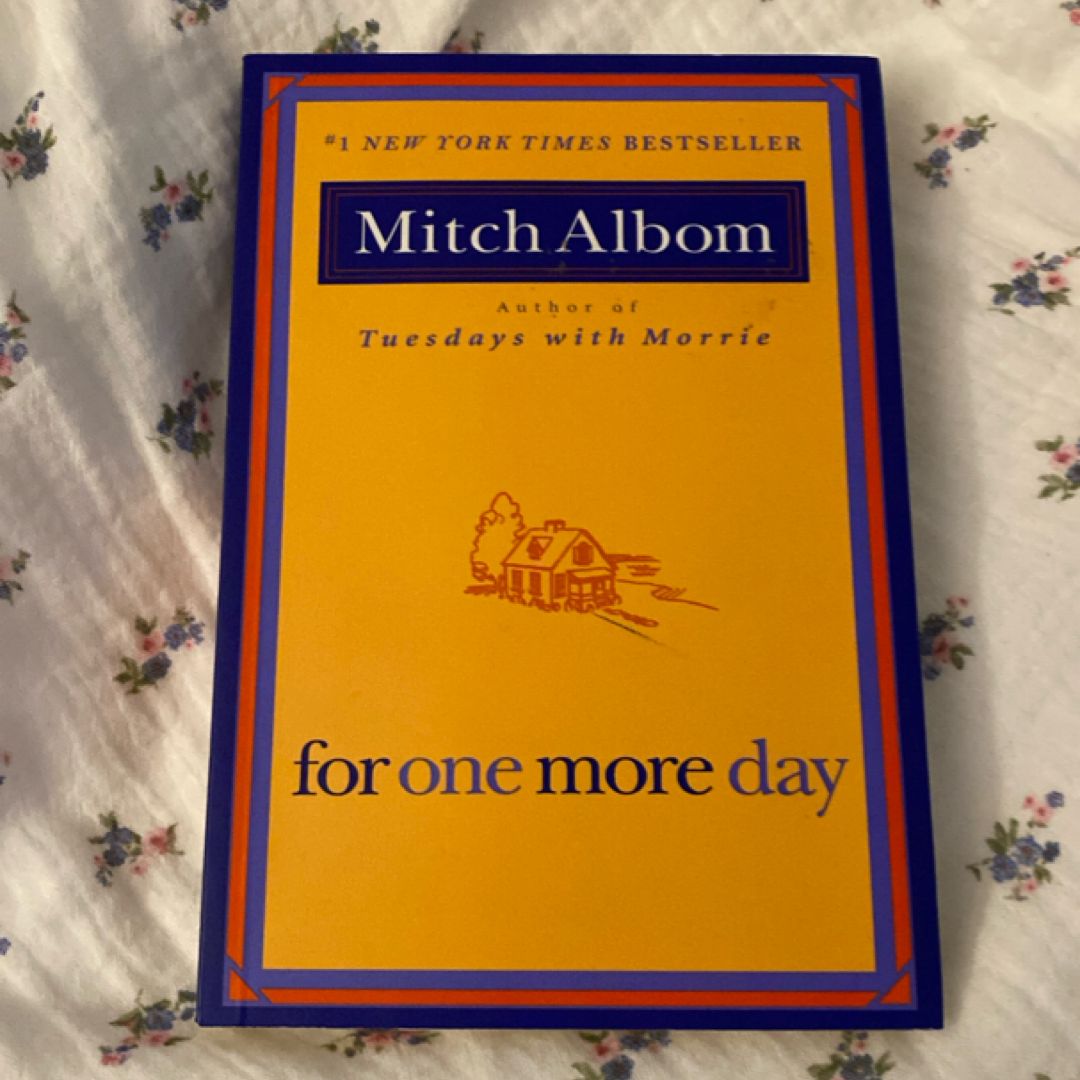 #1 NEW YORK TIMES BESTSELLER
Mitch Albom
Author of
Tuesdays with Morrie
for one more day